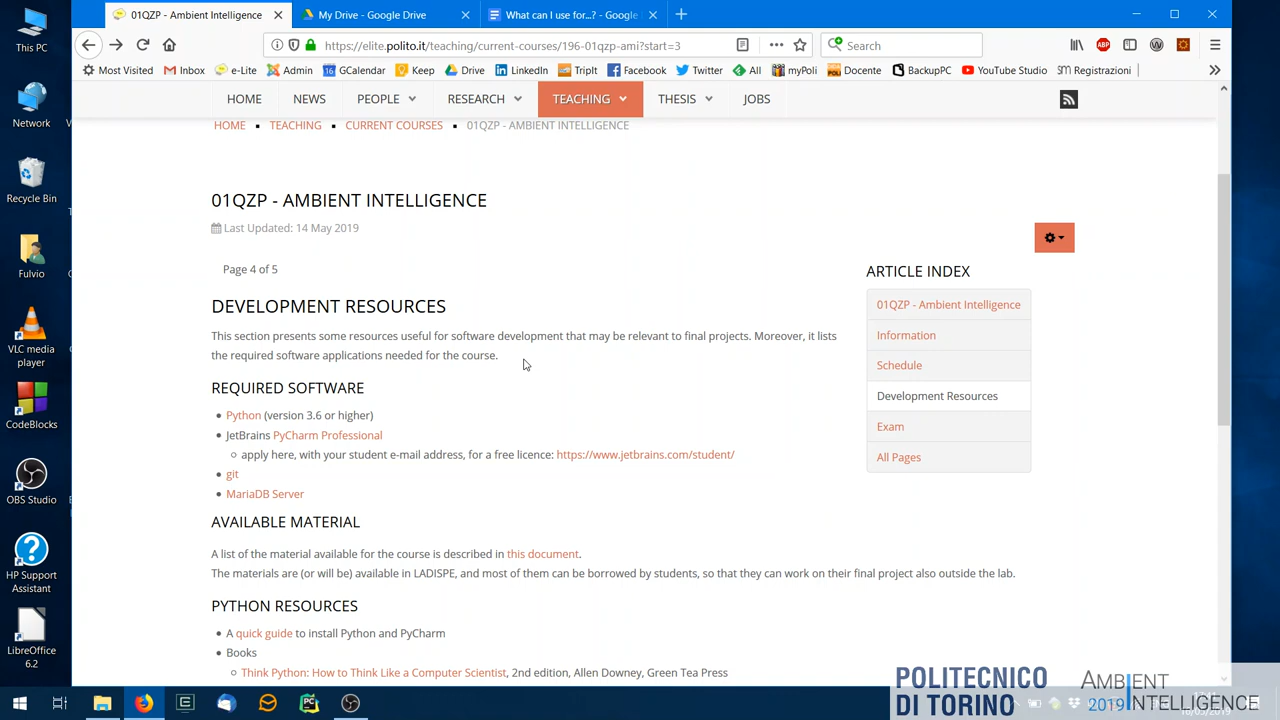 This PC
01QZP - Ambient Intelligence
My Drive - Google Drive
What can I use for...? - Google
https://elite.polito.it/teaching/current-courses/196-01qzp-ami?start=3
Search
Most Visited
Inbox
e-Lite
Admin
GCalendar
Keep
Drive
LinkedIn
TripIt
Facebook
Twitter
All
myPoli
Docente
BackupPC
YouTube Studio
Registrazioni
HOME
NEWS
PEOPLE
RESEARCH
TEACHING
THESIS
JOBS
HOME ▪ TEACHING ▪ CURRENT COURSES ▪ 01QZP - AMBIENT INTELLIGENCE
Network
Recycle Bin
Fulvio
VLC media
player
CodeBlocks
OBS Studio
HP Support
Assistant
LibreOffice
6.2
01QZP - AMBIENT INTELLIGENCE
Last Updated: 14 May 2019
Page 4 of 5
DEVELOPMENT RESOURCES
This section presents some resources useful for software development that may be relevant to final projects. Moreover, it lists
the required software applications needed for the course.
REQUIRED SOFTWARE
Python (version 3.6 or higher)
JetBrains PyCharm Professional
apply here, with your student e-mail address, for a free licence: https://www.jetbrains.com/student/
git
MariaDB Server
AVAILABLE MATERIAL
A list of the material available for the course is described in this document.
The materials are (or will be) available in LADISPE, and most of them can be borrowed by students, so that they can work on their final project also outside the lab.
PYTHON RESOURCES
A quick guide to install Python and PyCharm
Books
Think Python: How to Think Like a Computer Scientist, 2nd edition, Allen Downey, Green Tea Press
ARTICLE INDEX
01QZP - Ambient Intelligence
Information
Schedule
Development Resources
Exam
All Pages
POLITECNICO
DI TORINO
AMBIENT
2019 INTELLIGENCE